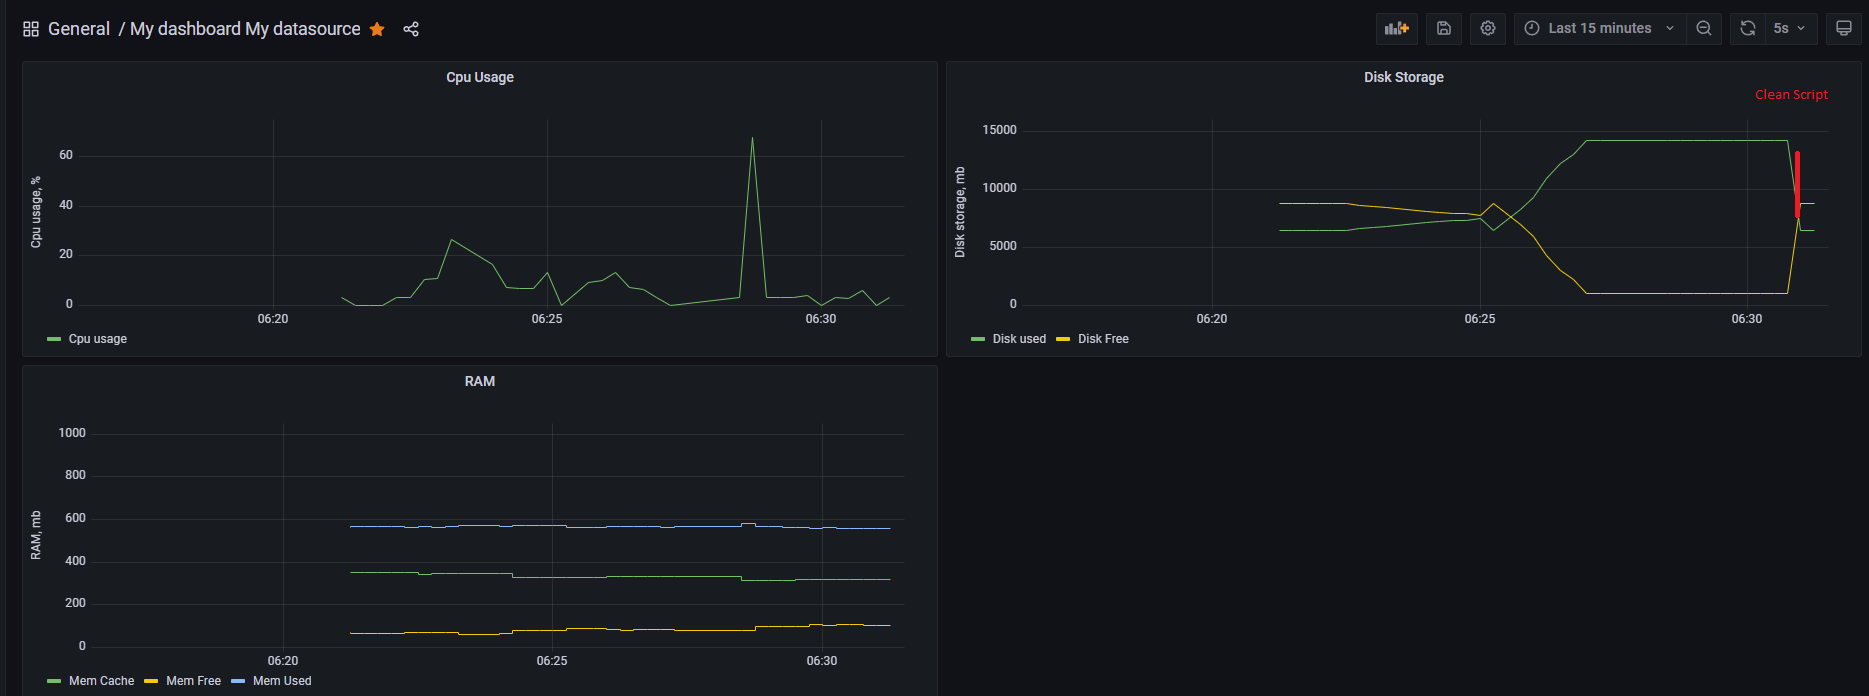 General / My dashboard My datasource
Last 15 minutes
5s
Cpu Usage
Cpu usage, %
60
40
20
0
06:20 06:25 06:30
Cpu usage
Disk Storage
Clean Script
Disk storage, mb
15000
10000
5000
0
06:20 06:25 06:30
Disk used Disk Free
RAM
RAM, mb
1000
800
600
400
200
0
06:20 06:25 06:30
Mem Cache Mem Free Mem Used